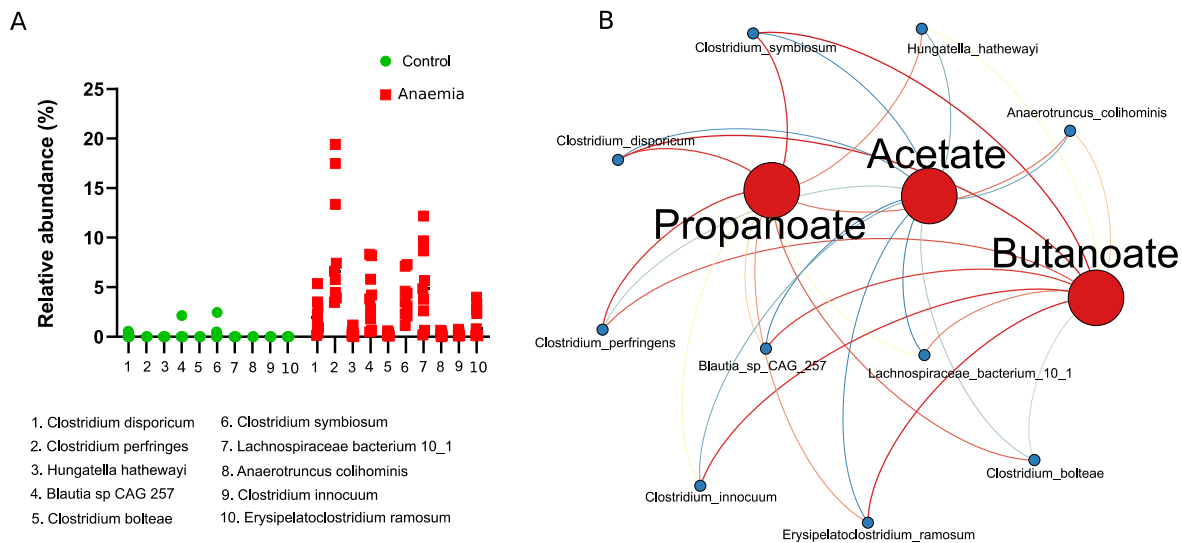 A
Control
Anaemia
Relative abundance (%)
25
20
15
10
5
0
1 2 3 4 5 6 7 8 9 10 1 2 3 4 5 6 7 8 9 10
1. Clostridium disporicum
2. Clostridium perfringes
3. Hungatella hathewayi
4. Blautia sp CAG 257
5. Clostridium bolteae
6. Clostridium symbiosum
7. Lachnospiraceae bacterium 10_1
8. Anaerotruncus colihominis
9. Clostridium innocuum
10. Erysipelatoclostridium ramosum
B
Clostridium_symbiosum
Hungatella_hathewayi
Anaerotruncus_colihominis
Clostridium_disporicum
Acetate
Propanoate
Butanoate
Clostridium_perfringens
Blautia_sp_CAG_257
Lachnospiraceae_bacterium_10_1
Clostridium_bolteae
Clostridium_innocuum
Erysipelatoclostridium_ramosum